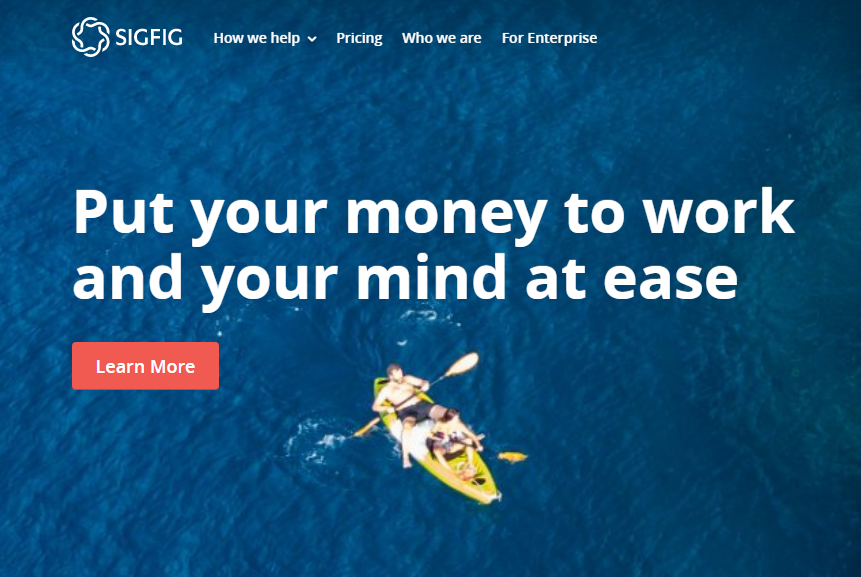 SIGFIG
How we help
Pricing
Who we are
For Enterprise
Put your money to work
and your mind at ease
Learn More